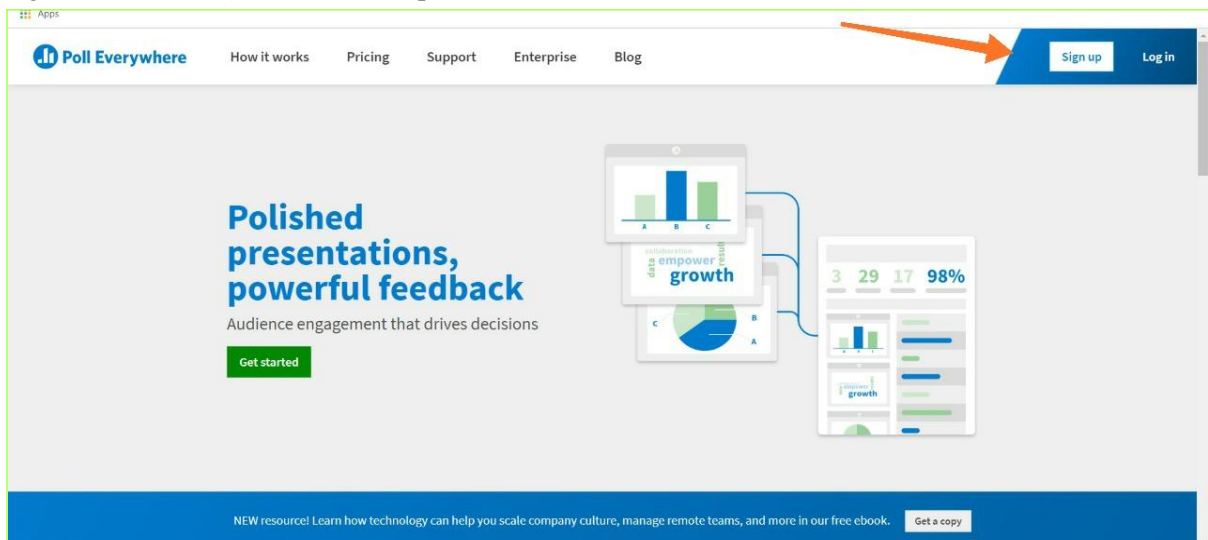 Apps
Poll Everywhere How it works Pricing Support Enterprise Blog Sign up Log in
Polished
presentations,
powerful feedback
Audience engagement that drives decisions
Get started
A B C
collaboration
data empower results
growth
C B
A
3 29 17 98%
A B C
empower
growth
NEW resource! Learn how technology can help you scale company culture, manage remote teams, and more in our free ebook. Get a copy